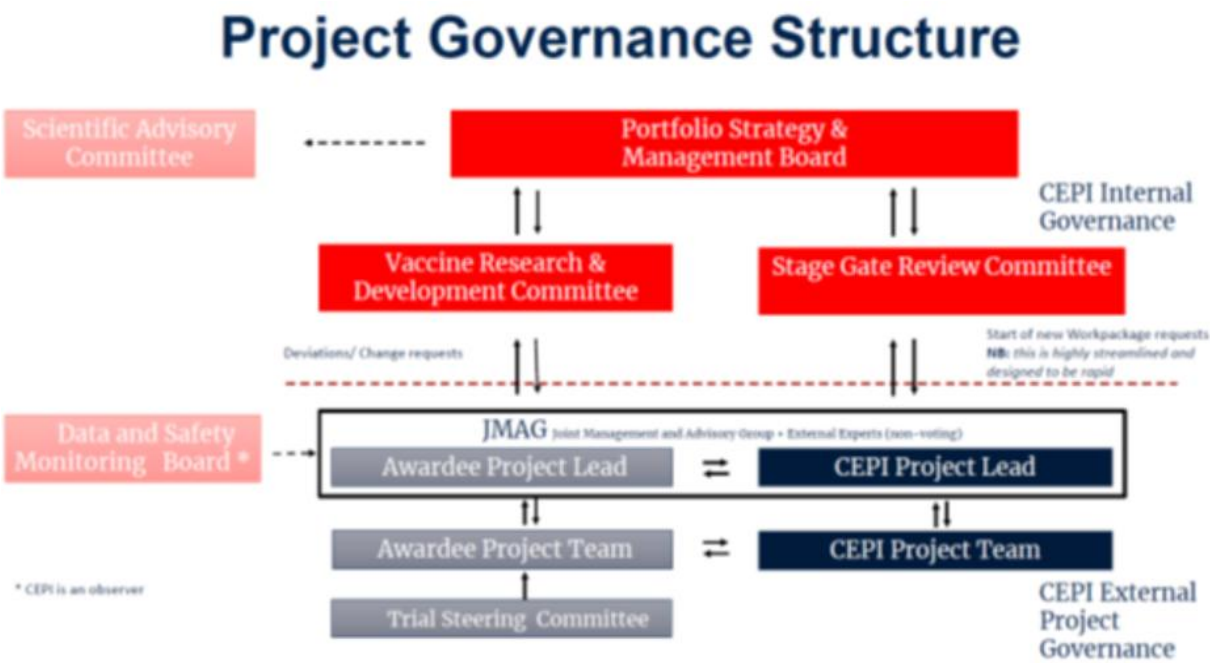 Project Governance Structure
Scientific Advisory
Committee
Portfolio Strategy &
Management Board
CEPI Internal
Governance
Vaccine Research &
Development Committee
Stage Gate Review Committee
Deviations/ Change requests
Start of new Workpackage requests
NB: this is highly streamlined and
designed to be rapid
Data and Safety
Monitoring Board *
JMAG Joint Management and Advisory Group + External Experts (non-voting)
Awardee Project Lead
CEPI Project Lead
Awardee Project Team
CEPI Project Team
* CEPI is an observer
Trial Steering Committee
CEPI External
Project
Governance